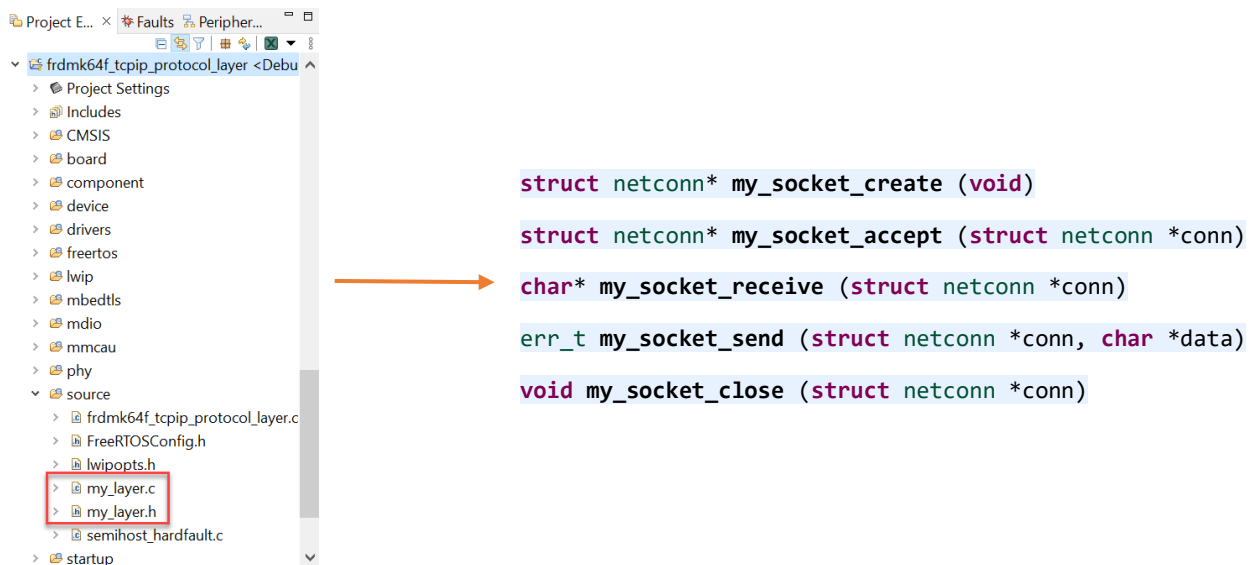 Project E... × Faults Peripher...
frdmk64f_tcpip_protocol_layer <Debu
Project Settings
Includes
CMSIS
board
component
device
drivers
freertos
lwip
mbedtls
mdio
mmcau
phy
source
frdmk64f_tcpip_protocol_layer.c
FreeRTOSConfig.h
lwipopts.h
my_layer.c
my_layer.h
semihost_hardfault.c
startup
struct netconn* my_socket_create (void)
struct netconn* my_socket_accept (struct netconn *conn)
char* my_socket_receive (struct netconn *conn)
err_t my_socket_send (struct netconn *conn, char *data)
void my_socket_close (struct netconn *conn)